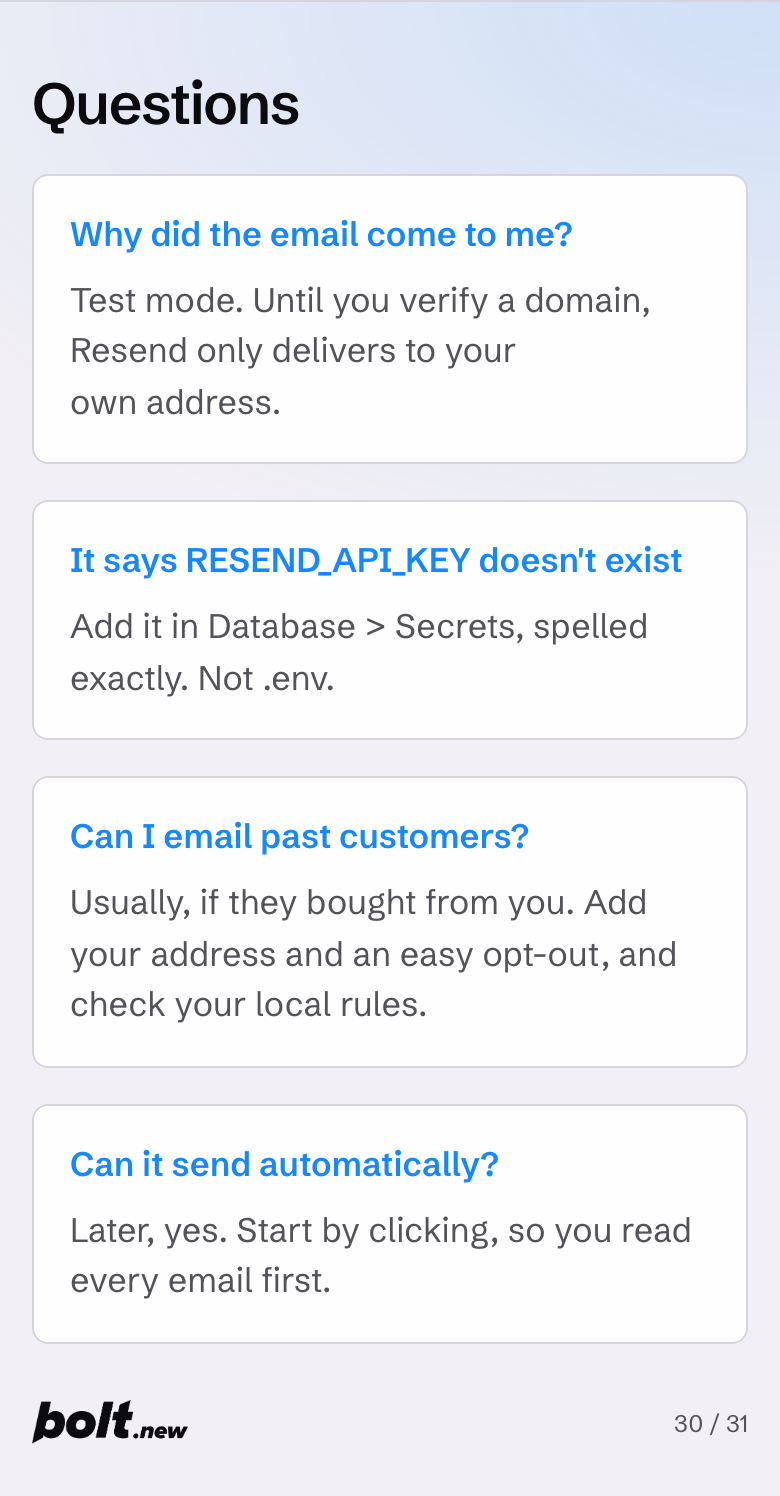 Questions
Why did the email come to me?
Test mode. Until you verify a domain,
Resend only delivers to your
own address.
It says RESEND_API_KEY doesn't exist
Add it in Database > Secrets, spelled
exactly. Not .env.
Can I email past customers?
Usually, if they bought from you. Add
your address and an easy opt-out, and
check your local rules.
Can it send automatically?
Later, yes. Start by clicking, so you read
every email first.
bolt.new
30 / 31